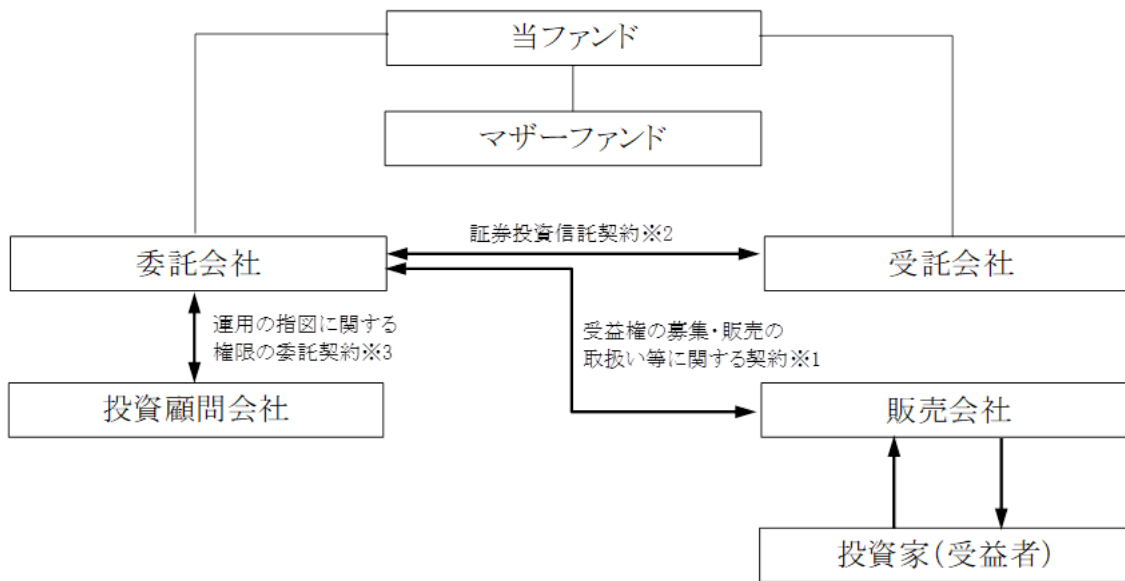 当ファンド
マザーファンド
証券投資信託契約※2
委託会社
受託会社
運用の指図に関する
権限の委託契約※3
受益権の募集・販売の
取扱い等に関する契約※1
投資顧問会社
販売会社
投資家(受益者)